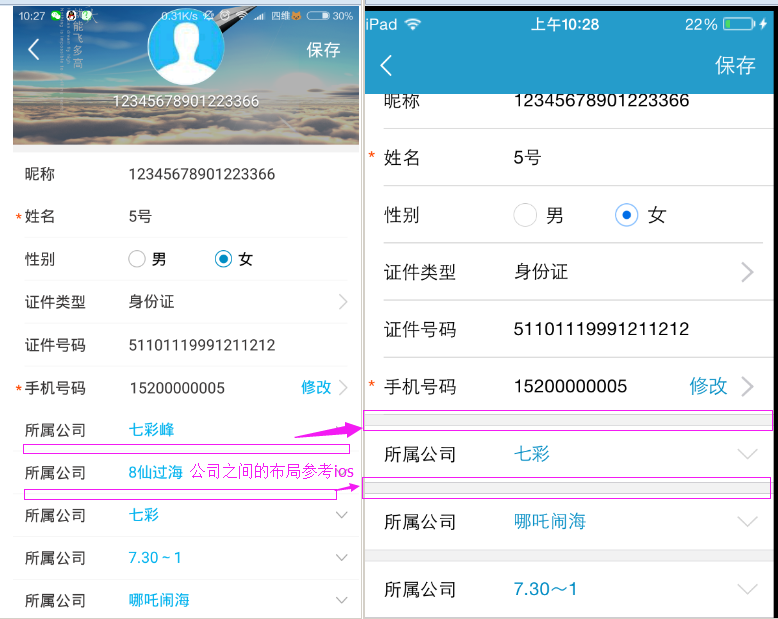 10:27 0.31K/s 四维 30%
能飞多高
保存
12345678901223366
昵称 12345678901223366
*姓名 5号
性别 男 女
证件类型 身份证
证件号码 51101119991211212
*手机号码 15200000005 修改
所属公司 七彩峰
所属公司 8仙过海 公司之间的布局参考ios
所属公司 七彩
所属公司 7.30 ~ 1
所属公司 哪吒闹海
iPad 上午10:28 22%
保存
昵称 12345678901223366
* 姓名 5号
性别 男 女
证件类型 身份证
证件号码 51101119991211212
* 手机号码 15200000005 修改
所属公司 七彩
所属公司 哪吒闹海
所属公司 7.30～1